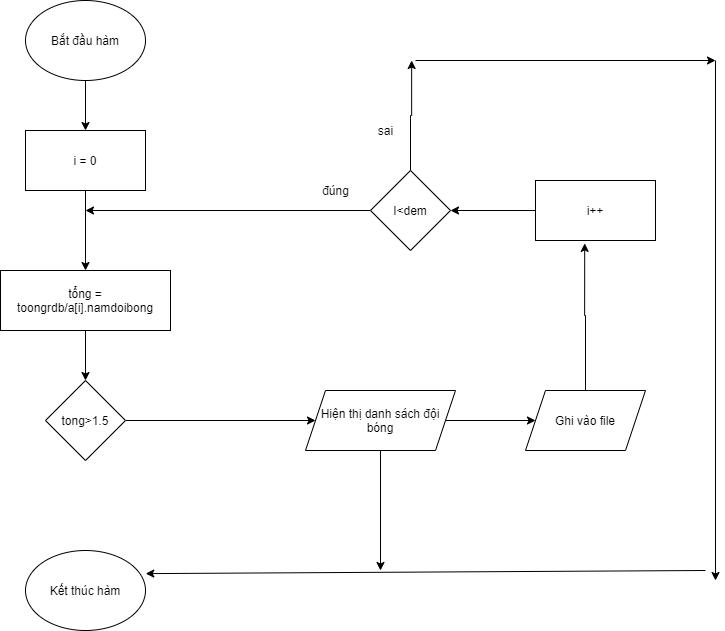 Bắt đầu hàm
i = 0
tổng =
toongrdb/a[i].namdoibong
tong>1.5
Hiện thị danh sách đội
bóng
Ghi vào file
i++
I<dem
đúng
sai
Kết thúc hàm